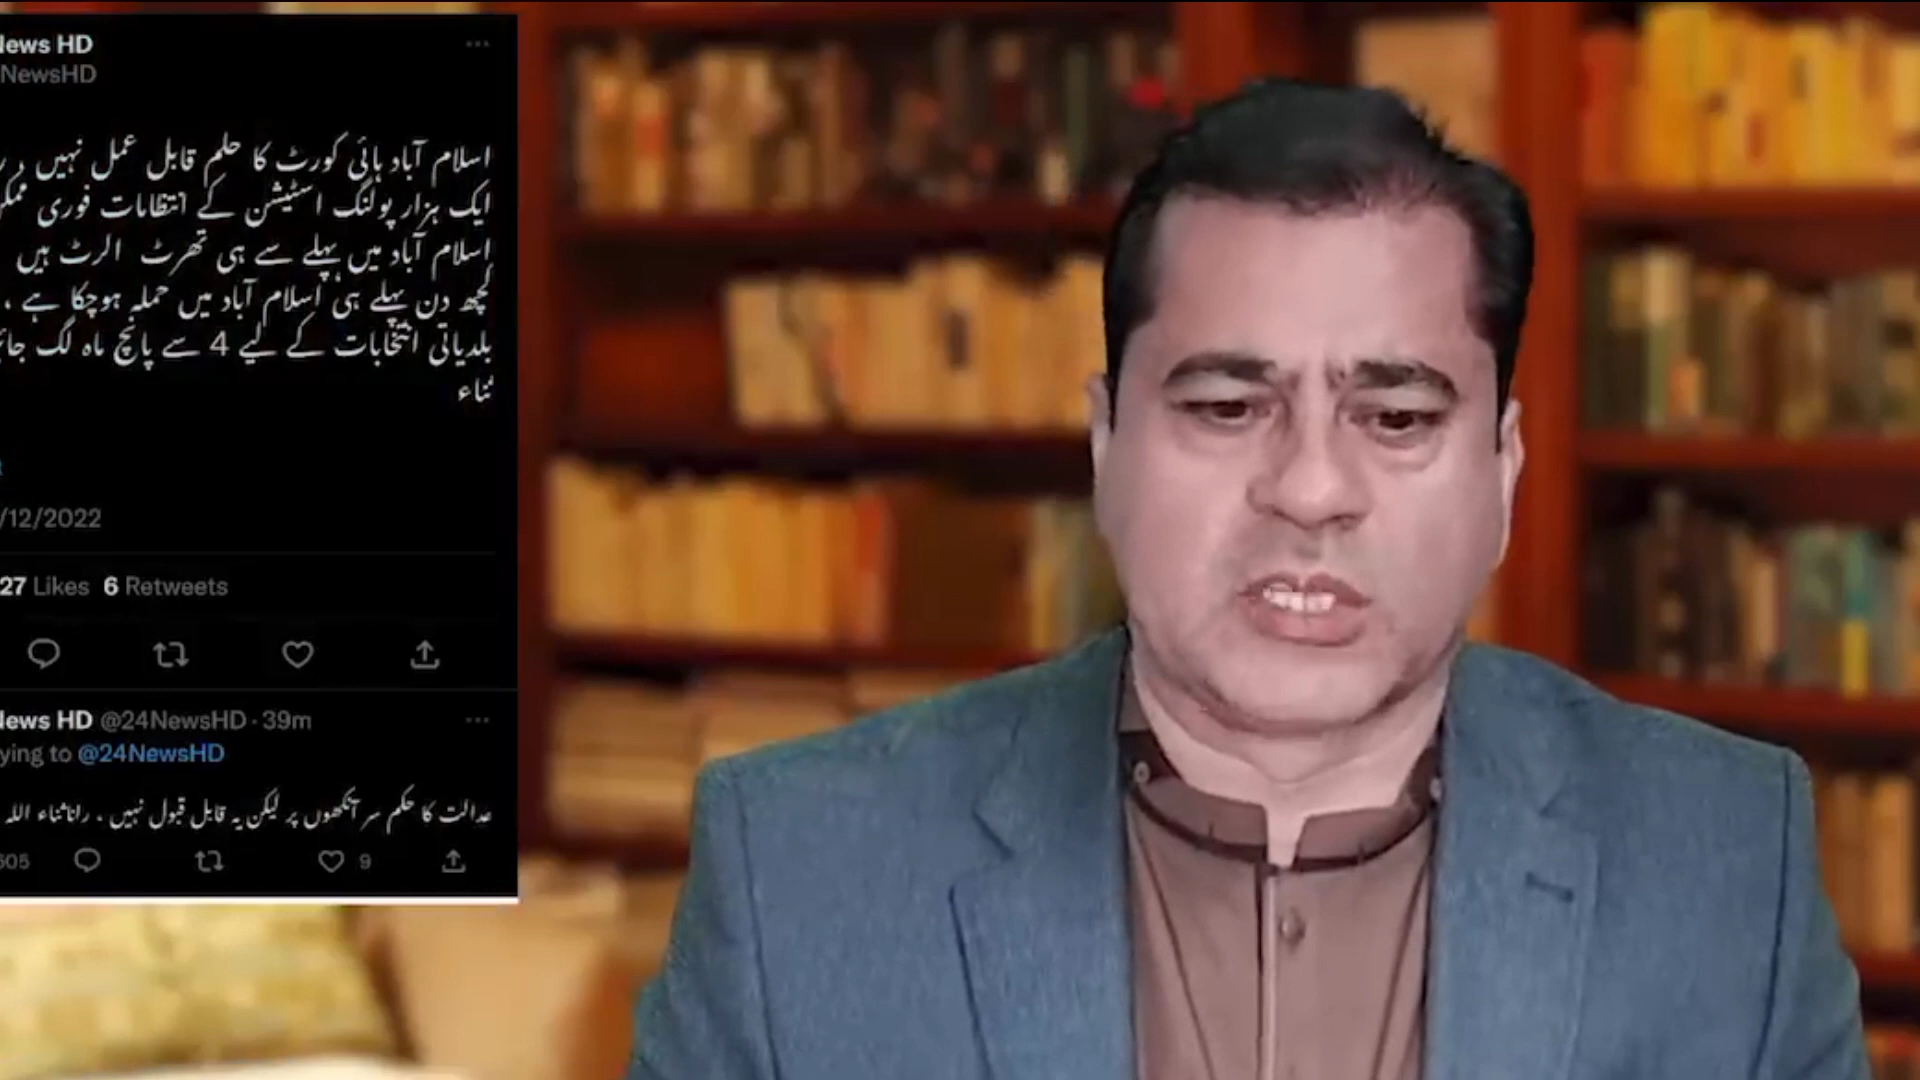 News HD
NewsHD
اسلام آباد ہائی کورٹ کا حکم قابل عمل نہیں ،
ایک ہزار پولنگ اسٹیشن کے انتظامات فوری
اسلام آباد میں پہلے سے ہی تھرٹ الرٹ ہیں
کچھ دن پہلے ہی اسلام آباد میں حملہ ہوچکا ہے ،
بلدیاتی انتخابات کے لیے 4 سے پانچ ماہ لگ
ثناء
/12/2022
27 Likes 6 Retweets
News HD @24NewsHD · 39m
ying to @24NewsHD
عدالت کا حکم سر آنکھوں پر لیکن یہ قابل قبول نہیں ، رانا ثناء اللہ
505 9